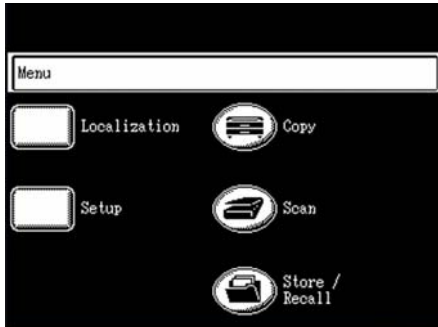 Menu
Localization
Copy
Setup
Scan
Store /
Recall